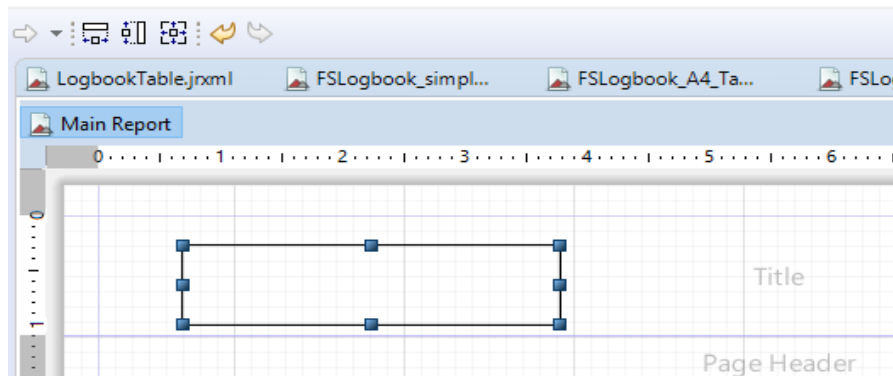 LogbookTable.jrxml FSLogbook_simpl... FSLogbook_A4_Ta... FSLo
Main Report
0 1 2 3 4 5 6
0
Title
1
Page Header